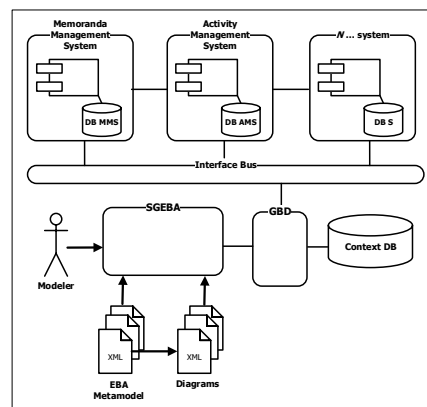 Memoranda
Management
System
Activity
Management
System
N ... system
DB MMS
DB AMS
DB S
Interface Bus
SGEBA
GBD
Context DB
Modeler
XML
XML
EBA
Metamodel
Diagrams